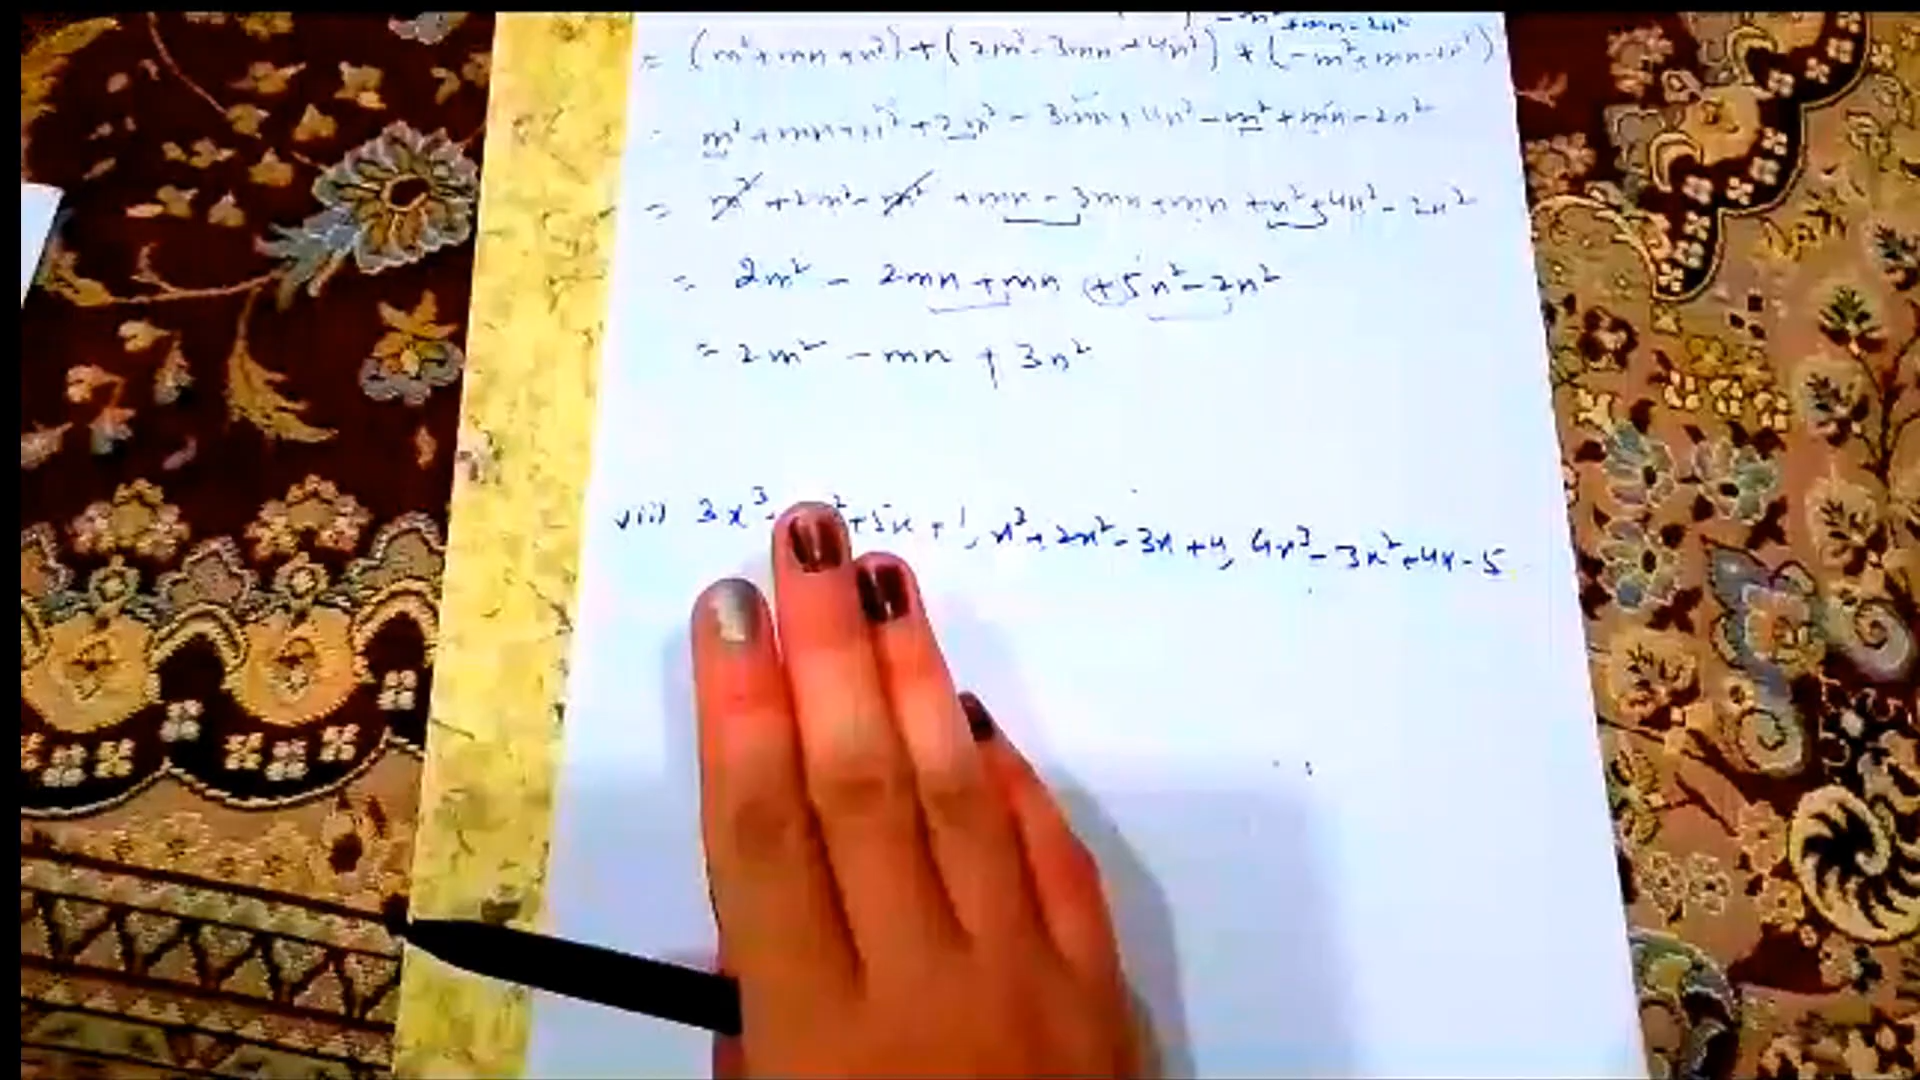 = (m²+mn+n²)+(2m²-3mn+4n²)+(-m²+mn-2n²)
m²+mn+n²+2m²-3mn+4n²-m²+mn-2n²
= m²+2m²-m²+mn-3mn+mn+n²+4n²-2n²
= 2m²-2mn+mn+5n²-2n²
= 2m²-mn+3n²
vii) 3x³- ²+5x+1, x³+2x²-3x+4, 4x³-3x²+4x-5